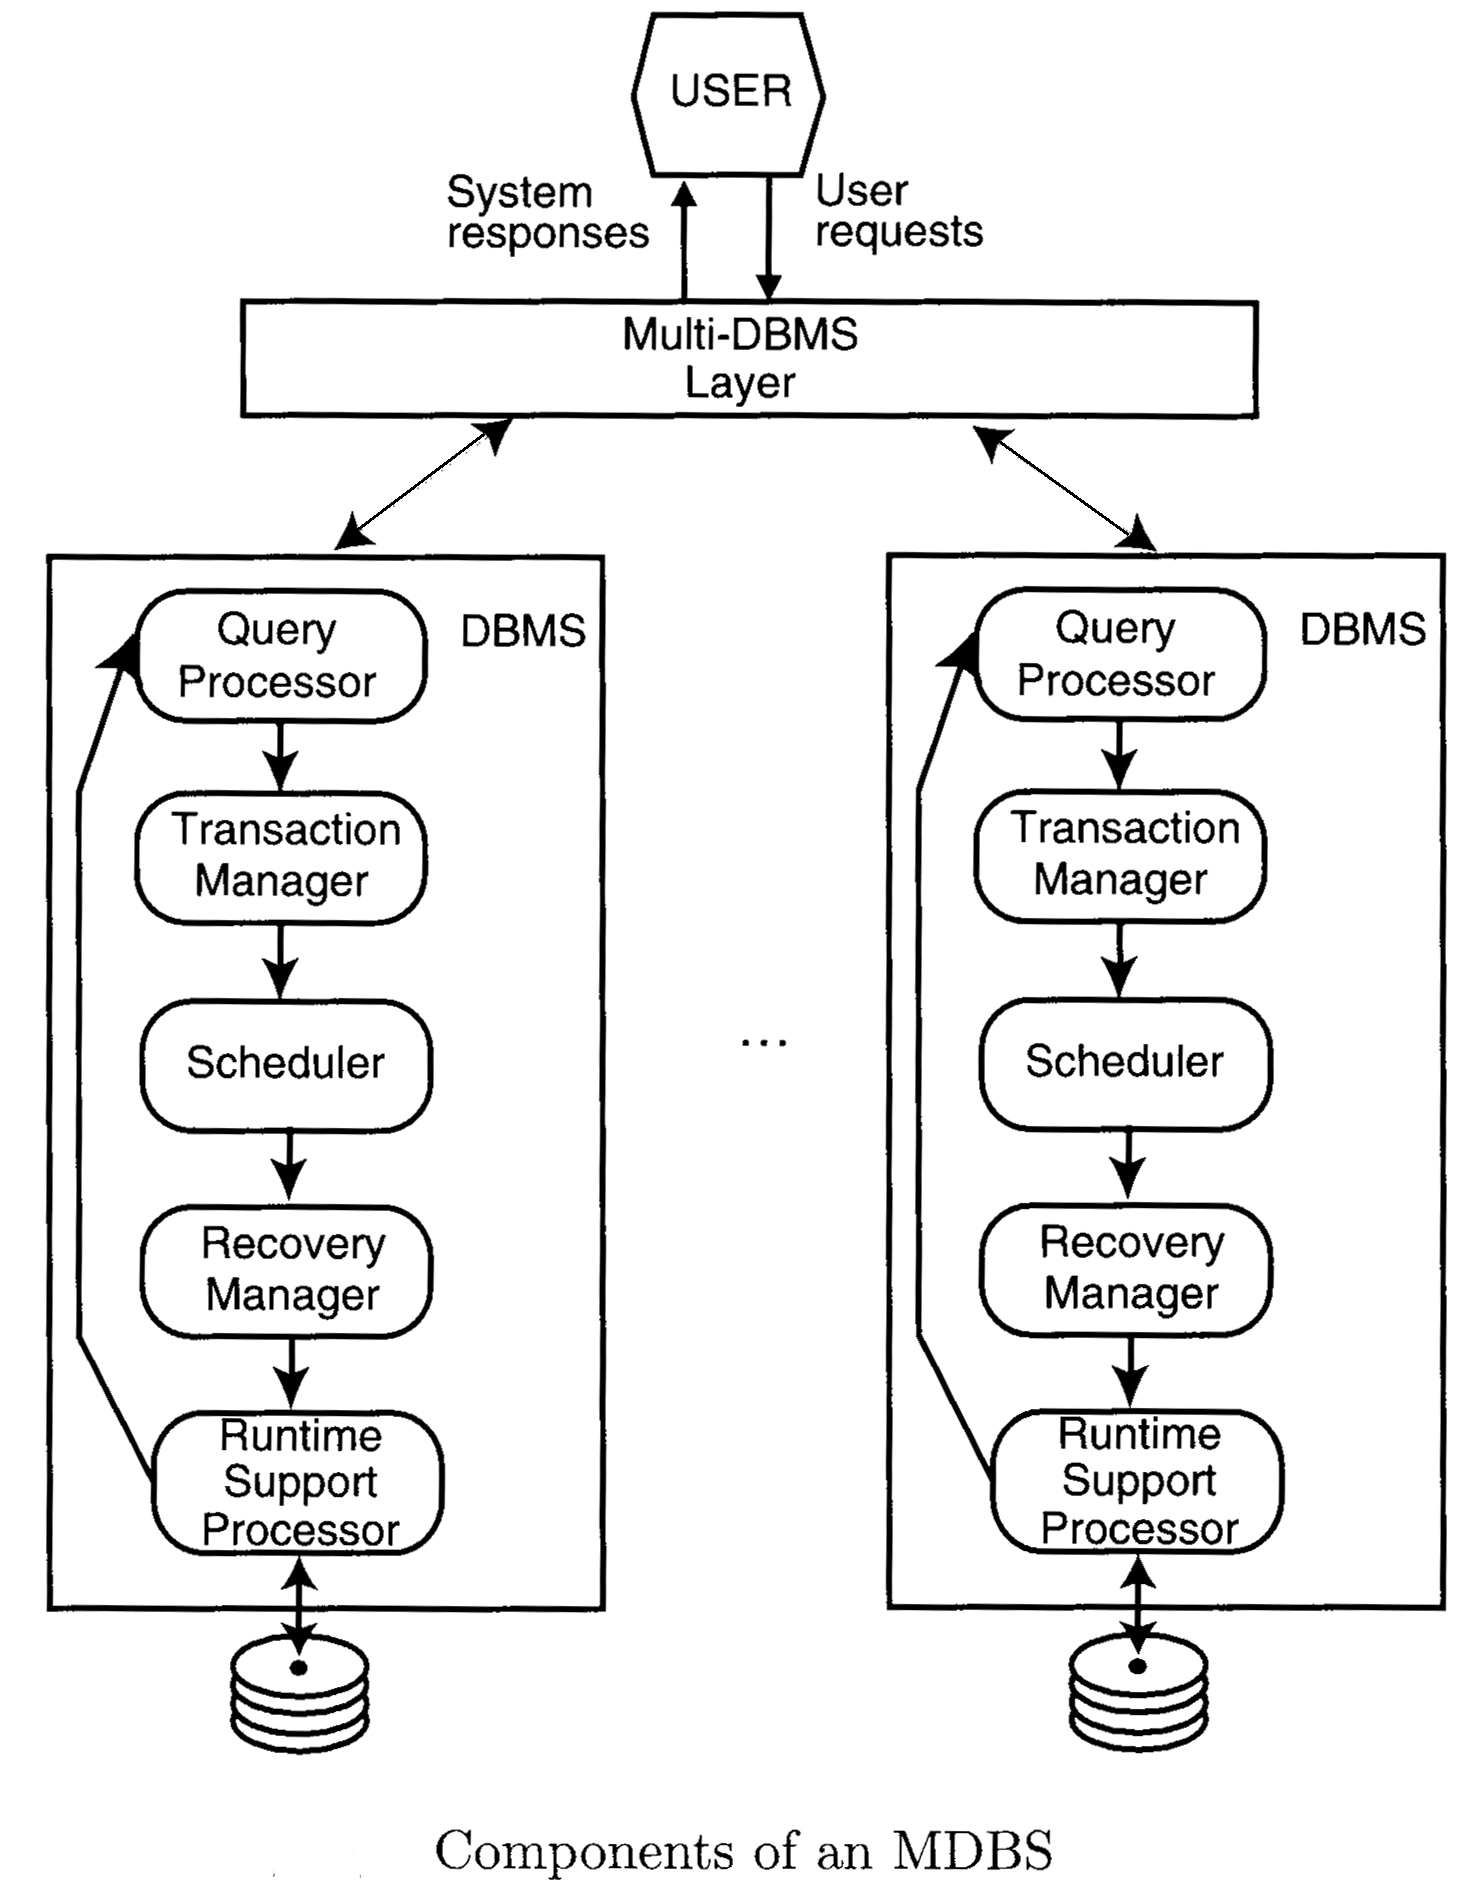 USER
System
responses
User
requests
Multi-DBMS
Layer
Query
Processor
DBMS
Transaction
Manager
Scheduler
Recovery
Manager
Runtime
Support
Processor
...
Query
Processor
DBMS
Transaction
Manager
Scheduler
Recovery
Manager
Runtime
Support
Processor
Components of an MDBS